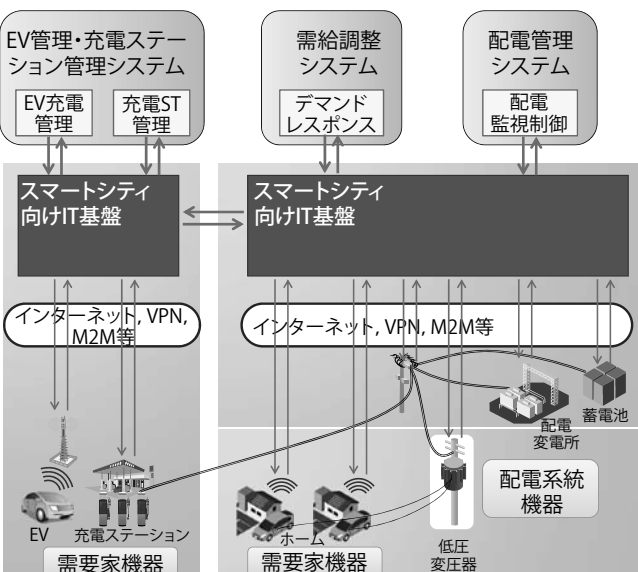 EV管理・充電ステー
ション管理システム
EV充電
管理
充電ST
管理
需給調整
システム
デマンド
レスポンス
配電管理
システム
配電
監視制御
スマートシティ
向けIT基盤
スマートシティ
向けIT基盤
インターネット, VPN,
M2M等
インターネット, VPN, M2M等
EV
充電ステーション
需要家機器
ホーム
需要家機器
低圧
変圧器
配電系統
機器
配電
変電所
蓄電池